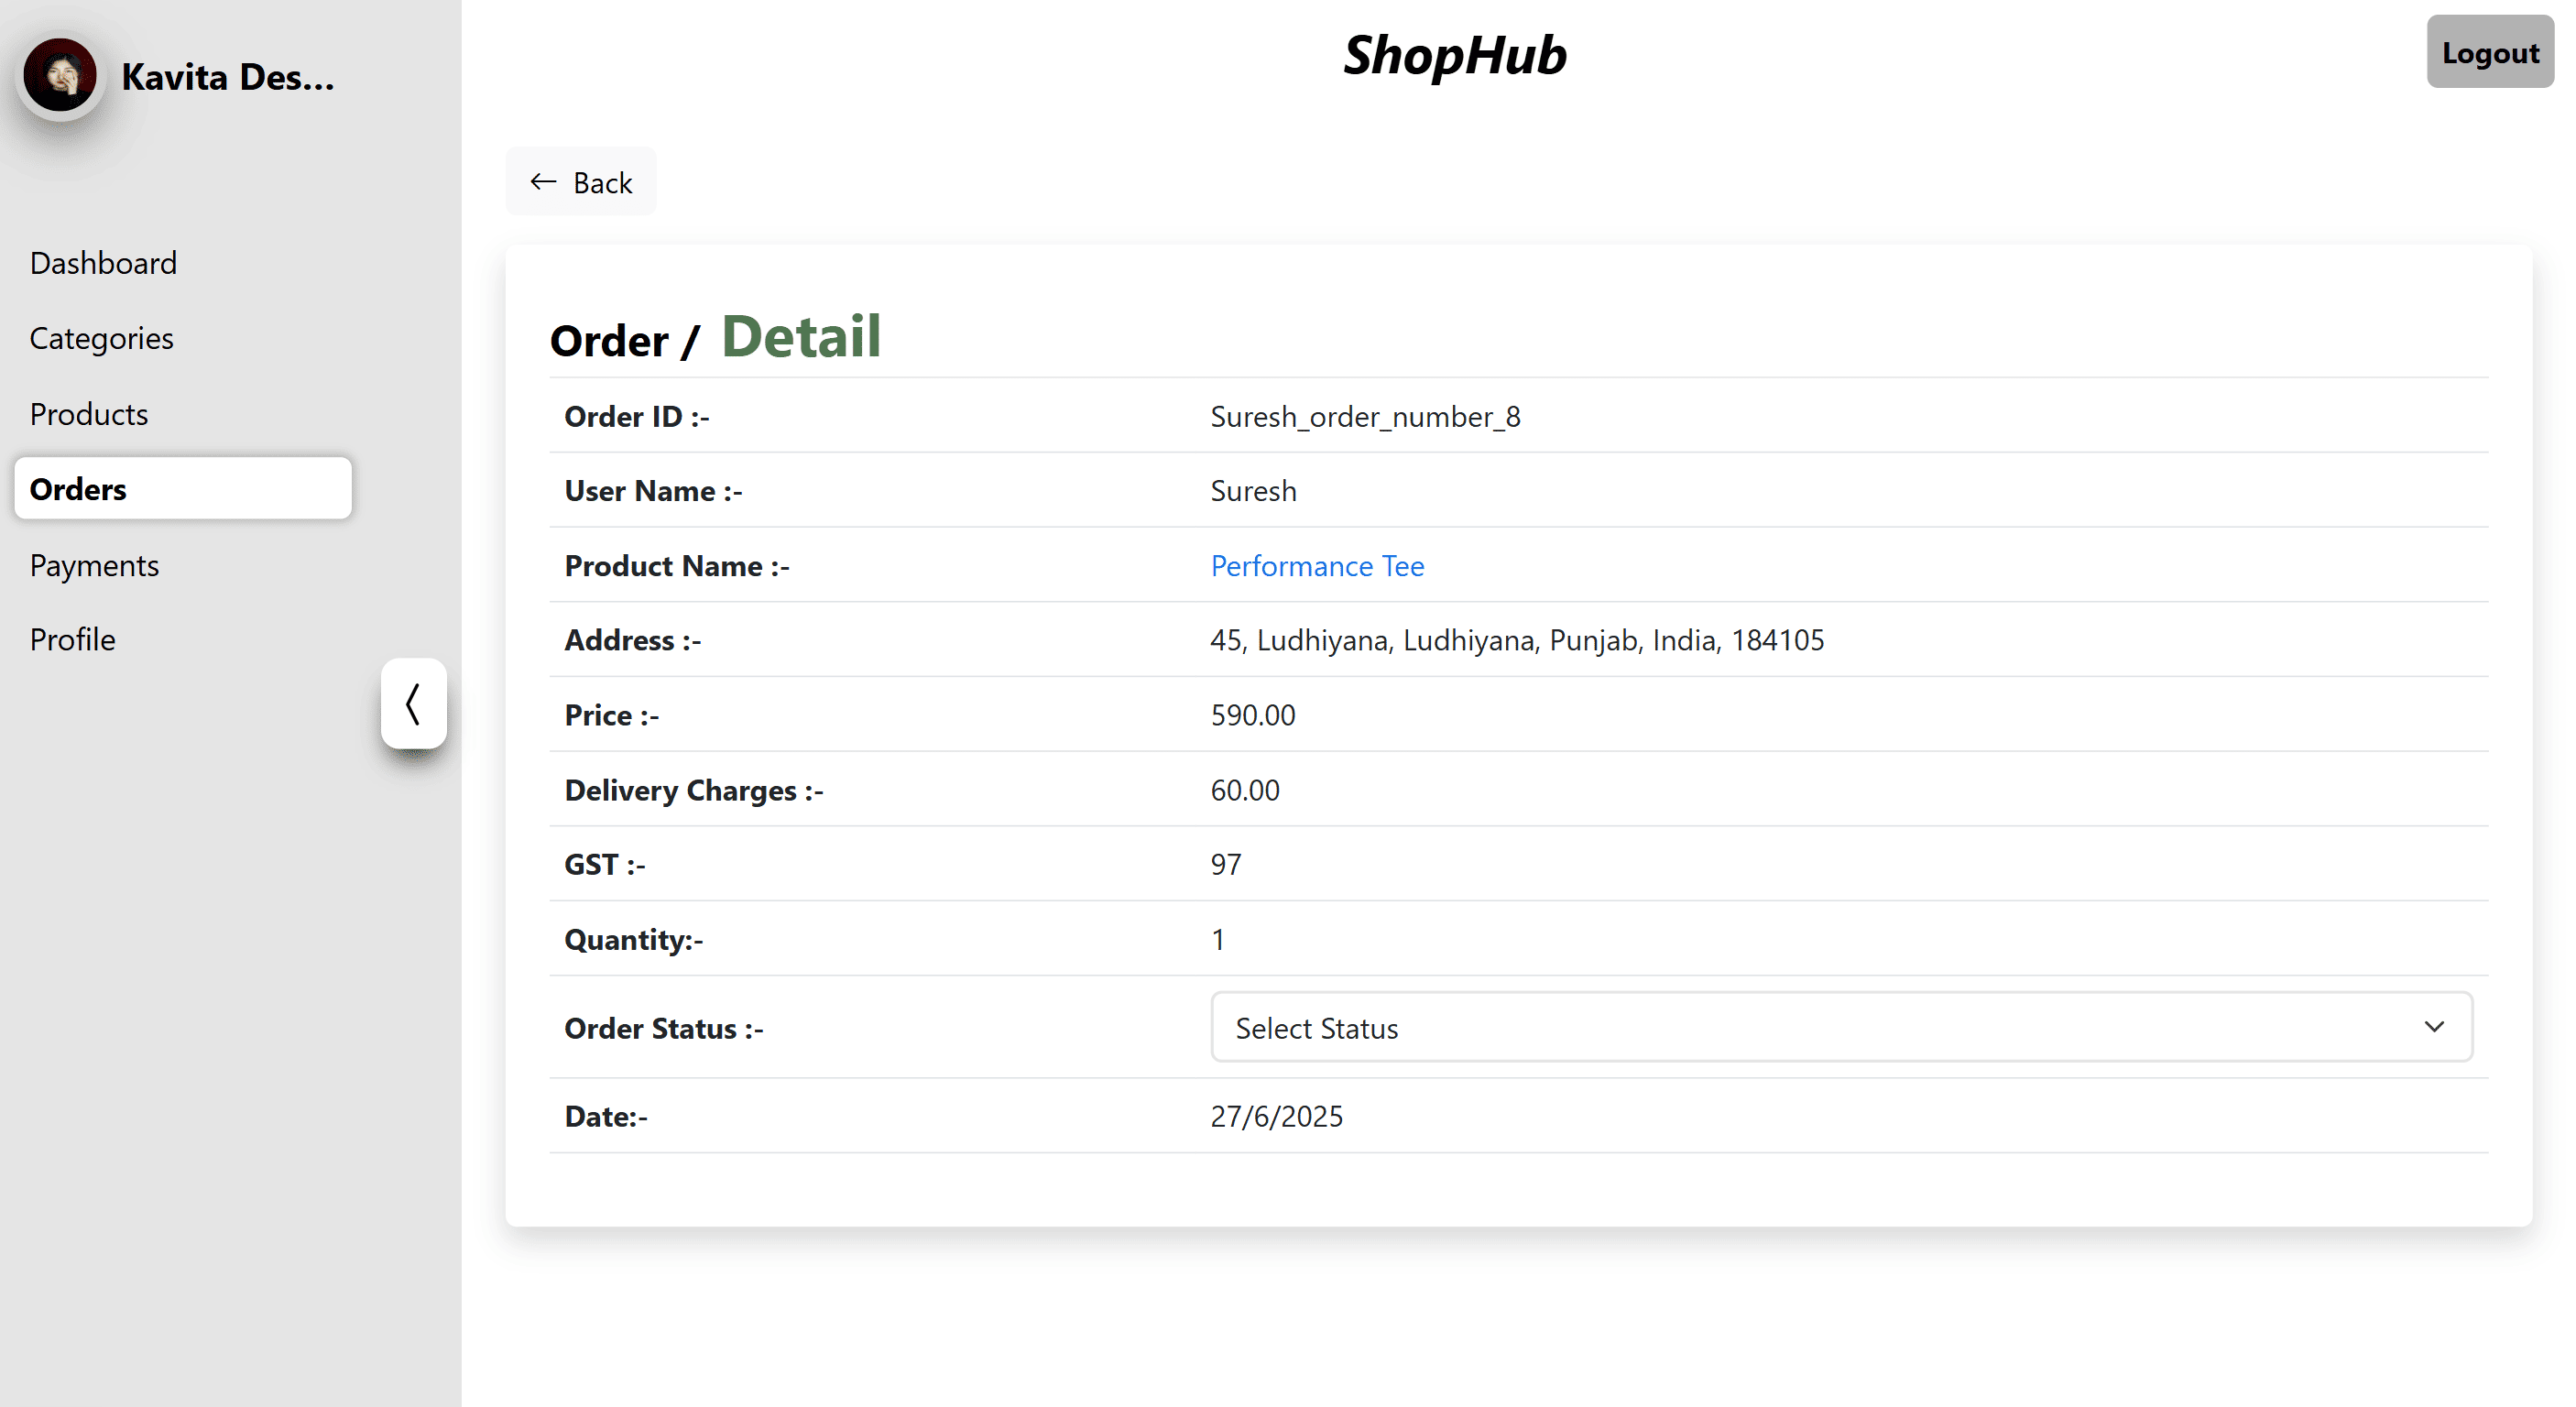 Kavita Des...
ShopHub
Logout
Back
Dashboard
Categories
Products
Orders
Payments
Profile
Order / Detail
Order ID :- Suresh_order_number_8
User Name :- Suresh
Product Name :- Performance Tee
Address :- 45, Ludhiyana, Ludhiyana, Punjab, India, 184105
Price :- 590.00
Delivery Charges :- 60.00
GST :- 97
Quantity:- 1
Order Status :- Select Status
Date:- 27/6/2025